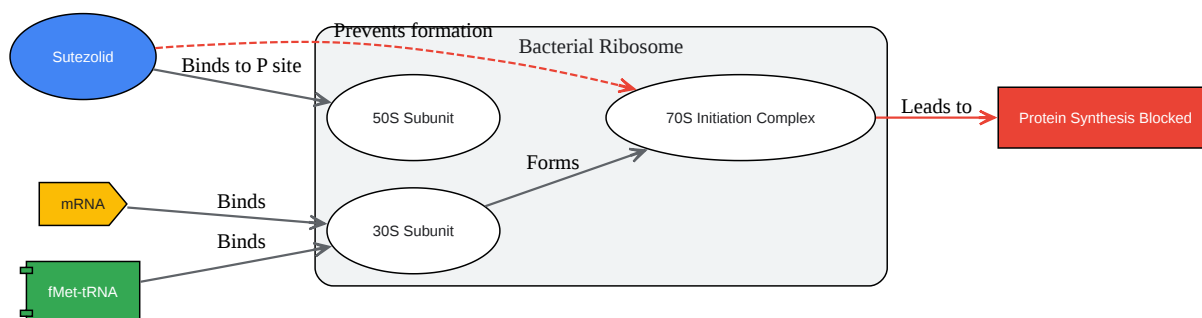 Prevents formation
Bacterial Ribosome
Sutezolid
Binds to P site
50S Subunit
70S Initiation Complex
Leads to
Protein Synthesis Blocked
Forms
mRNA
Binds
30S Subunit
Binds
fMet-tRNA